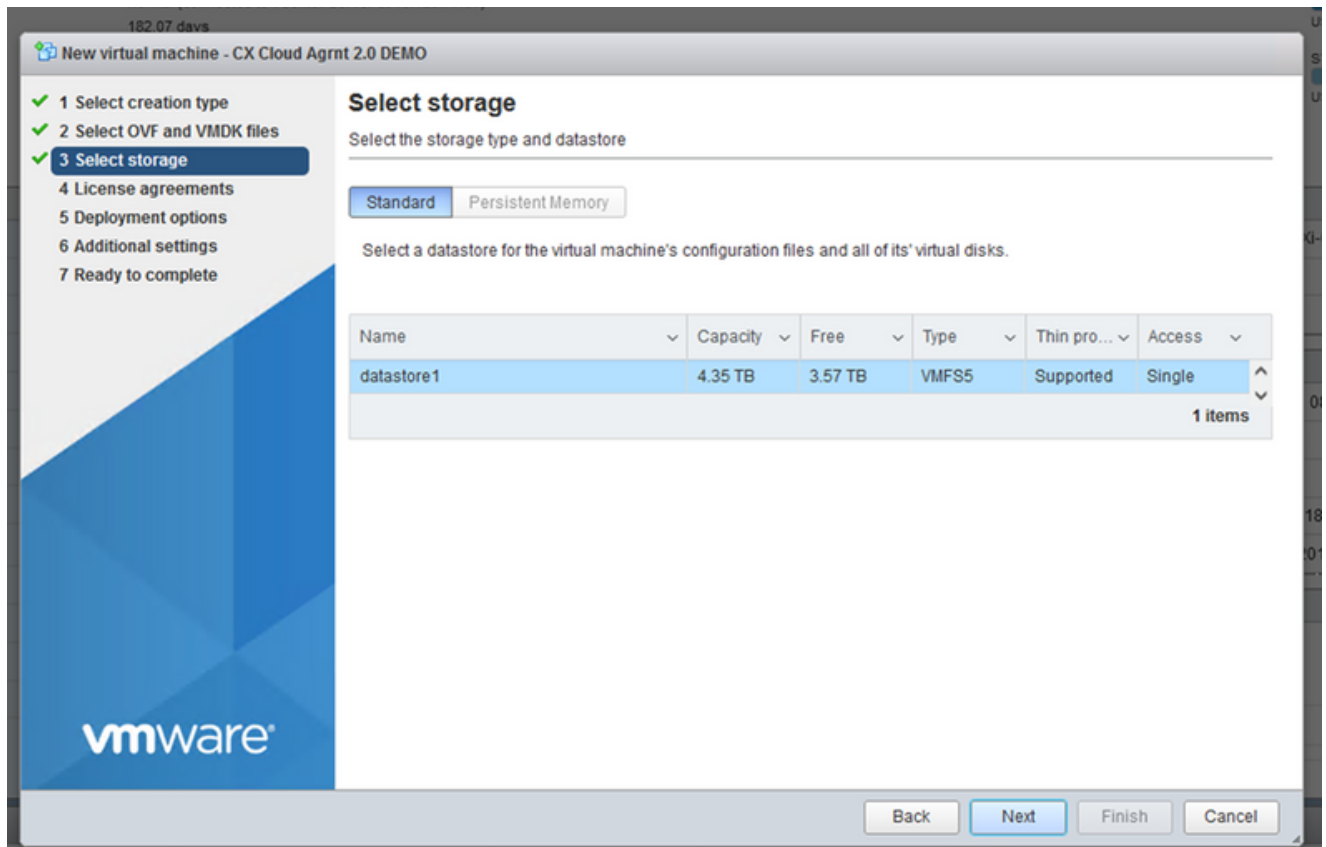 182.07 days
New virtual machine - CX Cloud Agrnt 2.0 DEMO
1 Select creation type
2 Select OVF and VMDK files
3 Select storage
4 License agreements
5 Deployment options
6 Additional settings
7 Ready to complete
Select storage
Select the storage type and datastore
Standard Persistent Memory
Select a datastore for the virtual machine's configuration files and all of its' virtual disks.
Name Capacity Free Type Thin pro... Access
datastore1 4.35 TB 3.57 TB VMFS5 Supported Single
1 items
vmware®
Back Next Finish Cancel